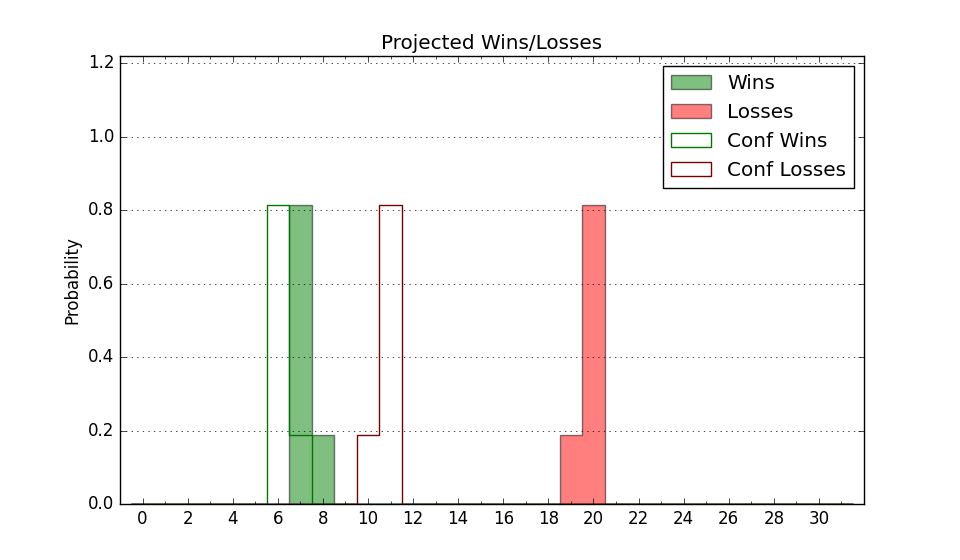 Projected Wins/Losses
1.2
1.0
0.8
0.6
0.4
0.2
0.0
Probability
Wins
Losses
Conf Wins
Conf Losses
0 2 4 6 8 10 12 14 16 18 20 22 24 26 28 30